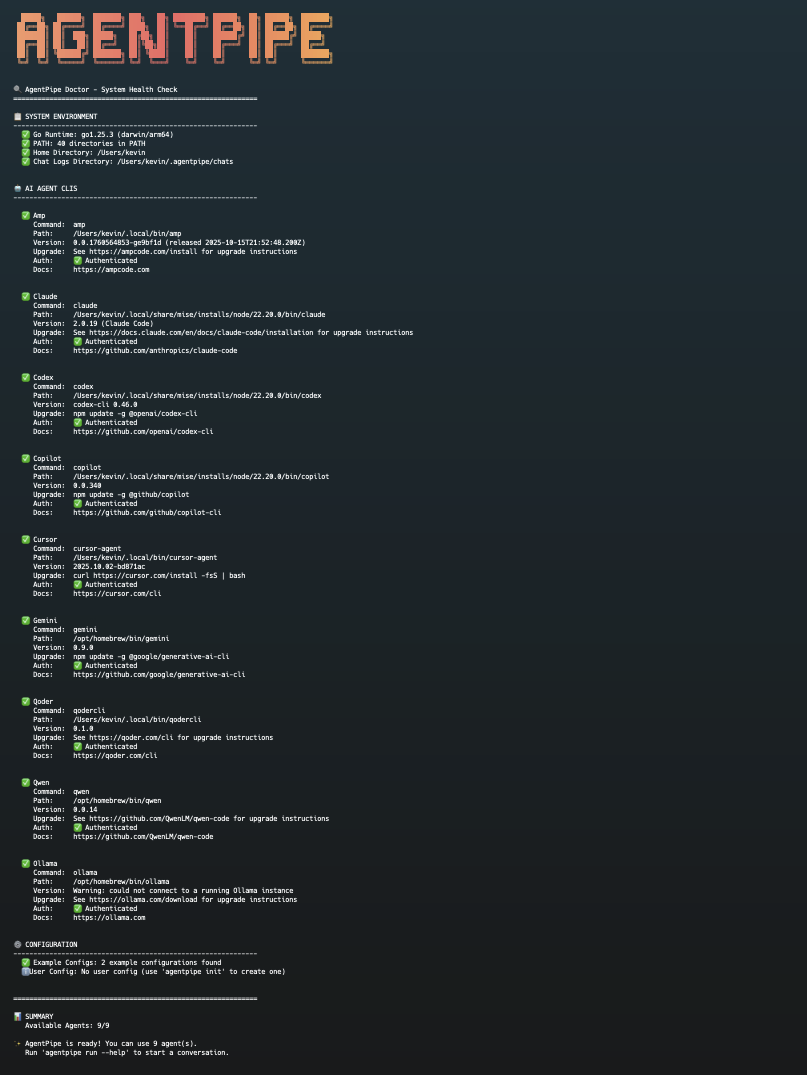 AGENTPIPE
🔍 AgentPipe Doctor - System Health Check
=============================================================
📋 SYSTEM ENVIRONMENT
-------------------------------------------------------------
✅ Go Runtime: go1.25.3 (darwin/arm64)
✅ PATH: 40 directories in PATH
✅ Home Directory: /Users/kevin
✅ Chat Logs Directory: /Users/kevin/.agentpipe/chats
🤖 AI AGENT CLIS
-------------------------------------------------------------
✅ Amp
Command: amp
Path: /Users/kevin/.local/bin/amp
Version: 0.0.1760564853-ge9bf1d (released 2025-10-15T21:52:48.200Z)
Upgrade: See https://ampcode.com/install for upgrade instructions
Auth: ✅ Authenticated
Docs: https://ampcode.com
✅ Claude
Command: claude
Path: /Users/kevin/.local/share/mise/installs/node/22.20.0/bin/claude
Version: 2.0.19 (Claude Code)
Upgrade: See https://docs.claude.com/en/docs/claude-code/installation for upgrade instructions
Auth: ✅ Authenticated
Docs: https://github.com/anthropics/claude-code
✅ Codex
Command: codex
Path: /Users/kevin/.local/share/mise/installs/node/22.20.0/bin/codex
Version: codex-cli 0.46.0
Upgrade: npm update -g @openai/codex-cli
Auth: ✅ Authenticated
Docs: https://github.com/openai/codex-cli
✅ Copilot
Command: copilot
Path: /Users/kevin/.local/share/mise/installs/node/22.20.0/bin/copilot
Version: 0.0.340
Upgrade: npm update -g @github/copilot
Auth: ✅ Authenticated
Docs: https://github.com/github/copilot-cli
✅ Cursor
Command: cursor-agent
Path: /Users/kevin/.local/bin/cursor-agent
Version: 2025.10.02-bd871ac
Upgrade: curl https://cursor.com/install -fsS | bash
Auth: ✅ Authenticated
Docs: https://cursor.com/cli
✅ Gemini
Command: gemini
Path: /opt/homebrew/bin/gemini
Version: 0.9.0
Upgrade: npm update -g @google/generative-ai-cli
Auth: ✅ Authenticated
Docs: https://github.com/google/generative-ai-cli
✅ Qoder
Command: qodercli
Path: /Users/kevin/.local/bin/qodercli
Version: 0.1.0
Upgrade: See https://qoder.com/cli for upgrade instructions
Auth: ✅ Authenticated
Docs: https://qoder.com/cli
✅ Qwen
Command: qwen
Path: /opt/homebrew/bin/qwen
Version: 0.0.14
Upgrade: See https://github.com/QwenLM/qwen-code for upgrade instructions
Auth: ✅ Authenticated
Docs: https://github.com/QwenLM/qwen-code
✅ Ollama
Command: ollama
Path: /opt/homebrew/bin/ollama
Version: Warning: could not connect to a running Ollama instance
Upgrade: See https://ollama.com/download for upgrade instructions
Auth: ✅ Authenticated
Docs: https://ollama.com
⚙️ CONFIGURATION
-------------------------------------------------------------
✅ Example Configs: 2 example configurations found
ℹ️User Config: No user config (use 'agentpipe init' to create one)
=============================================================
📊 SUMMARY
Available Agents: 9/9
✨ AgentPipe is ready! You can use 9 agent(s).
Run 'agentpipe run --help' to start a conversation.